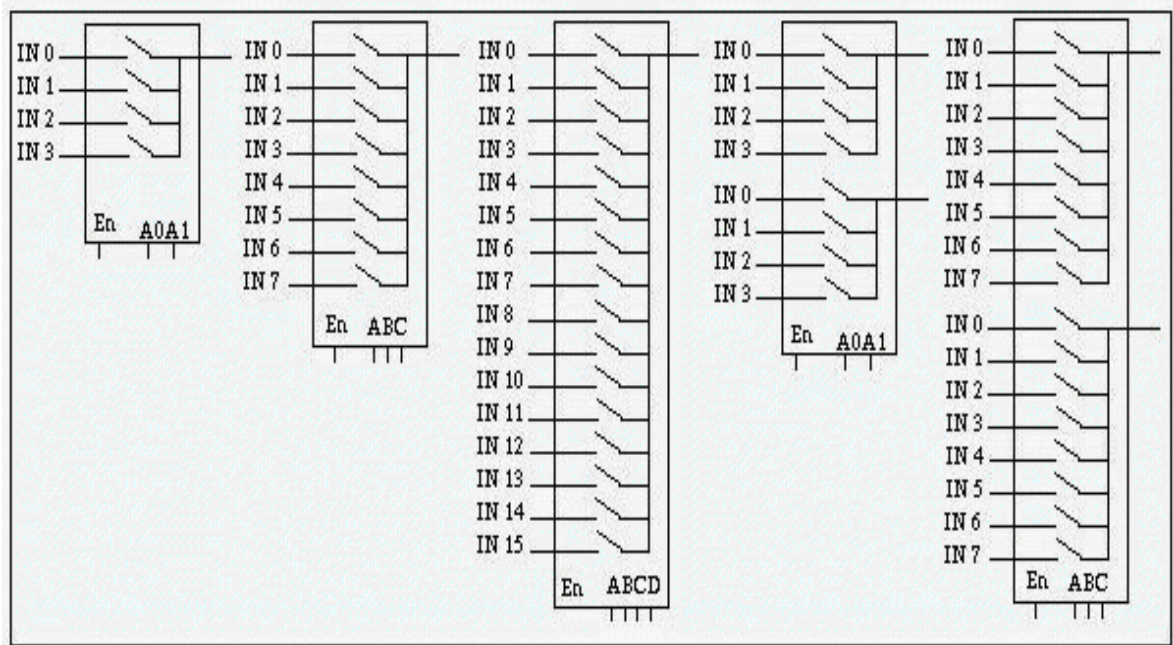 IN 0
IN 1
IN 2
IN 3
En A0A1
IN 0
IN 1
IN 2
IN 3
IN 4
IN 5
IN 6
IN 7
En ABC
IN 0
IN 1
IN 2
IN 3
IN 4
IN 5
IN 6
IN 7
IN 8
IN 9
IN 10
IN 11
IN 12
IN 13
IN 14
IN 15
En ABCD
IN 0
IN 1
IN 2
IN 3
IN 0
IN 1
IN 2
IN 3
En A0A1
IN 0
IN 1
IN 2
IN 3
IN 4
IN 5
IN 6
IN 7
IN 0
IN 1
IN 2
IN 3
IN 4
IN 5
IN 6
IN 7
En ABC